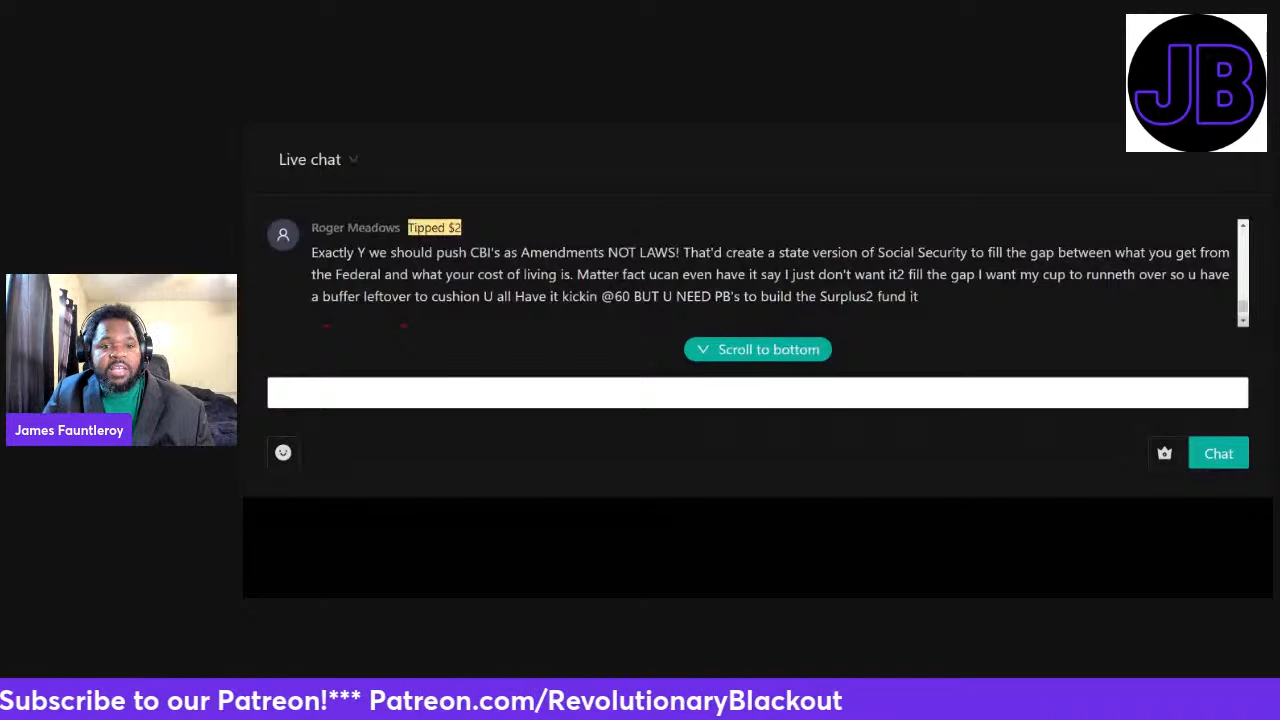 JB
Live chat
Roger Meadows Tipped $2
Exactly Y we should push CBI's as Amendments NOT LAWS! That'd create a state version of Social Security to fill the gap between what you get from
the Federal and what your cost of living is. Matter fact ucan even have it say I just don't want it2 fill the gap I want my cup to runneth over so u have
a buffer leftover to cushion U all Have it kickin @60 BUT U NEED PB's to build the Surplus2 fund it
Scroll to bottom
James Fauntleroy
Chat
Subscribe to our Patreon!*** Patreon.com/RevolutionaryBlackout